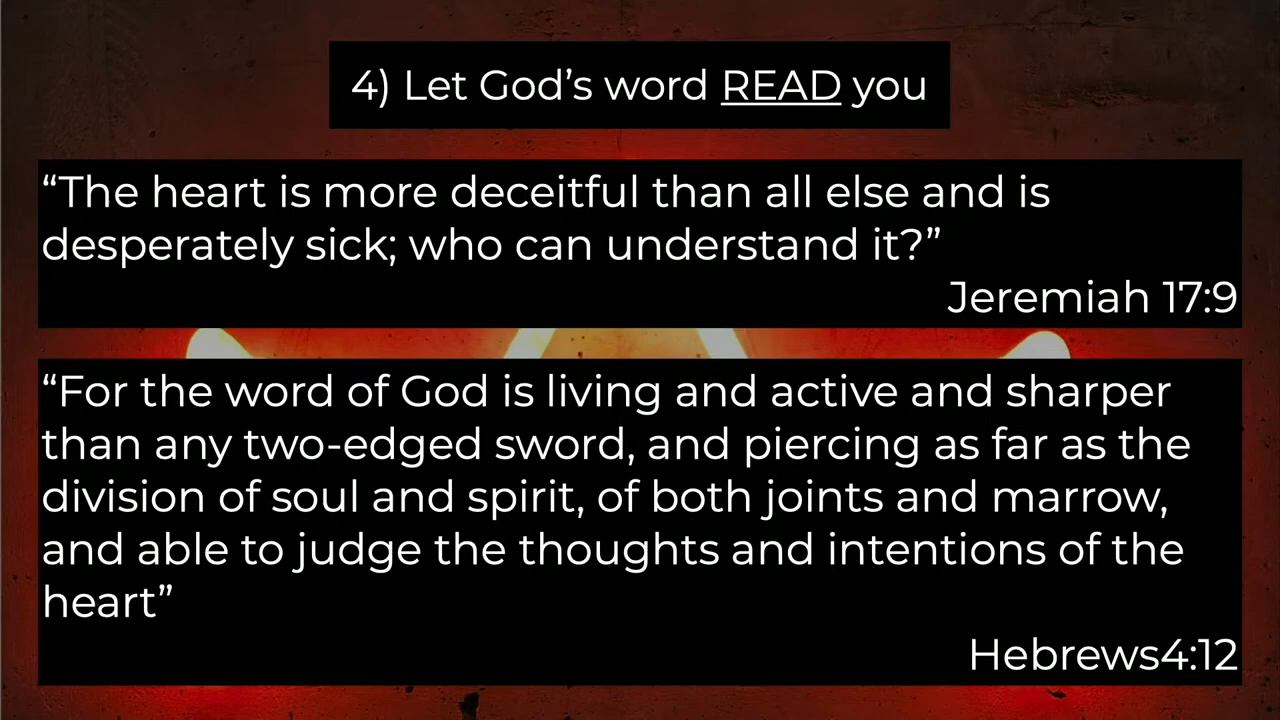 4) Let God’s word READ you
“The heart is more deceitful than all else and is
desperately sick; who can understand it?”
Jeremiah 17:9
“For the word of God is living and active and sharper
than any two-edged sword, and piercing as far as the
division of soul and spirit, of both joints and marrow,
and able to judge the thoughts and intentions of the
heart”
Hebrews4:12